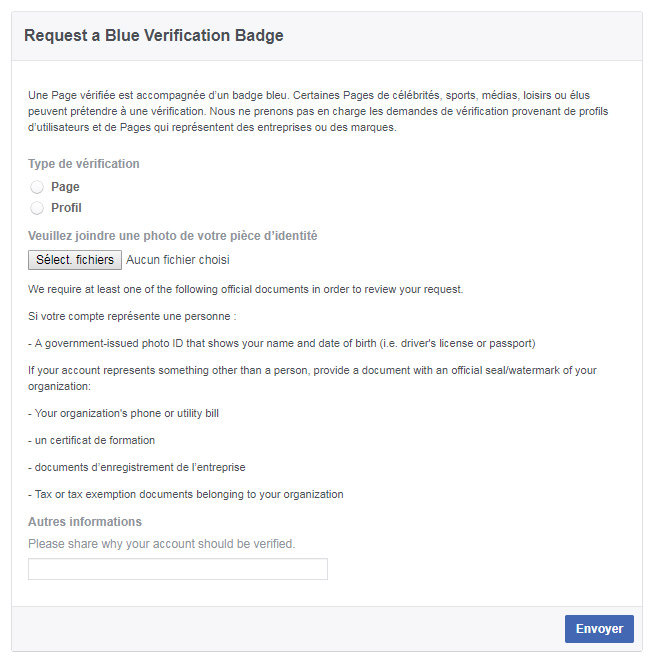 Request a Blue Verification Badge
Une Page vérifiée est accompagnée d’un badge bleu. Certaines Pages de célébrités, sports, médias, loisirs ou élus
peuvent prétendre à une vérification. Nous ne prenons pas en charge les demandes de vérification provenant de profils
d’utilisateurs et de Pages qui représentent des entreprises ou des marques.
Type de vérification
Page
Profil
Veuillez joindre une photo de votre pièce d’identité
Sélect. fichiers Aucun fichier choisi
We require at least one of the following official documents in order to review your request.
Si votre compte représente une personne :
- A government-issued photo ID that shows your name and date of birth (i.e. driver's license or passport)
If your account represents something other than a person, provide a document with an official seal/watermark of your
organization:
- Your organization's phone or utility bill
- un certificat de formation
- documents d’enregistrement de l’entreprise
- Tax or tax exemption documents belonging to your organization
Autres informations
Please share why your account should be verified.
Envoyer